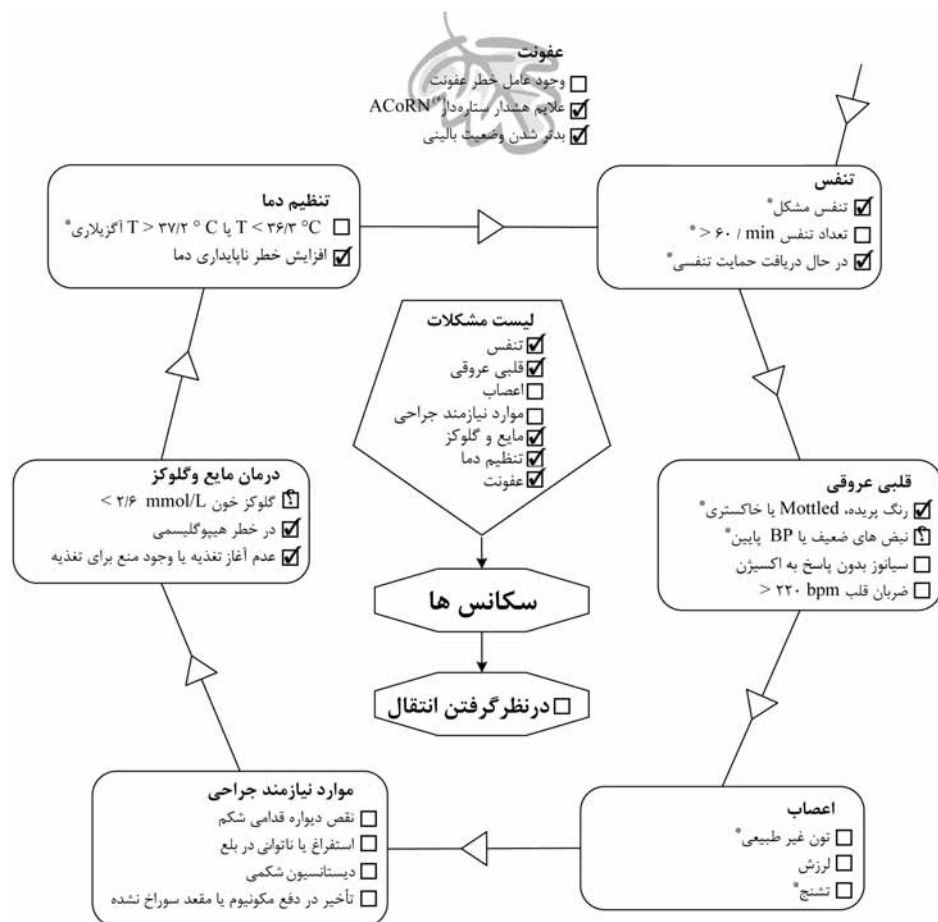 عفونت
☐ وجود عامل خطر عفونت
☑ علایم هشدار ستاره‌دار(*) ACoRN
☑ بدتر شدن وضعیت بالینی
تنفس
☑ تنفس مشکل*
☐ تعداد تنفس ۶۰ / min < *
☑ در حال دریافت حمایت تنفسی*
قلبی عروقی
☑ رنگ پریده، Mottled یا خاکستری*
? نبض های ضعیف یا BP پایین*
☐ سیانوز بدون پاسخ به اکسیژن
☐ ضربان قلب ۲۲۰ bpm <
اعصاب
☐ تون غیر طبیعی*
☐ لرزش
☐ تشنج*
موارد نیازمند جراحی
☐ نقص دیواره قدامی شکم
☐ استفراغ یا ناتوانی در بلع
☐ دیستانسیون شکمی
☐ تأخیر در دفع مکونیوم یا مقعد سوراخ نشده
درمان مایع وگلوکز
? گلوکز خون ۲/۶ mmol/L >
☑ در خطر هیپوگلیسمی
☑ عدم آغاز تغذیه یا وجود منع برای تغذیه
تنظیم دما
☐ T < ۳۶/۳ °C یا T > ۳۷/۲ ° C آگزیلاری*
☑ افزایش خطر ناپایداری دما
لیست مشکلات
☑ تنفس
☑ قلبی عروقی
☐ اعصاب
☐ موارد نیازمند جراحی
☑ مایع و گلوکز
☑ تنظیم دما
☑ عفونت
سکانس ها
☐ درنظرگرفتن انتقال